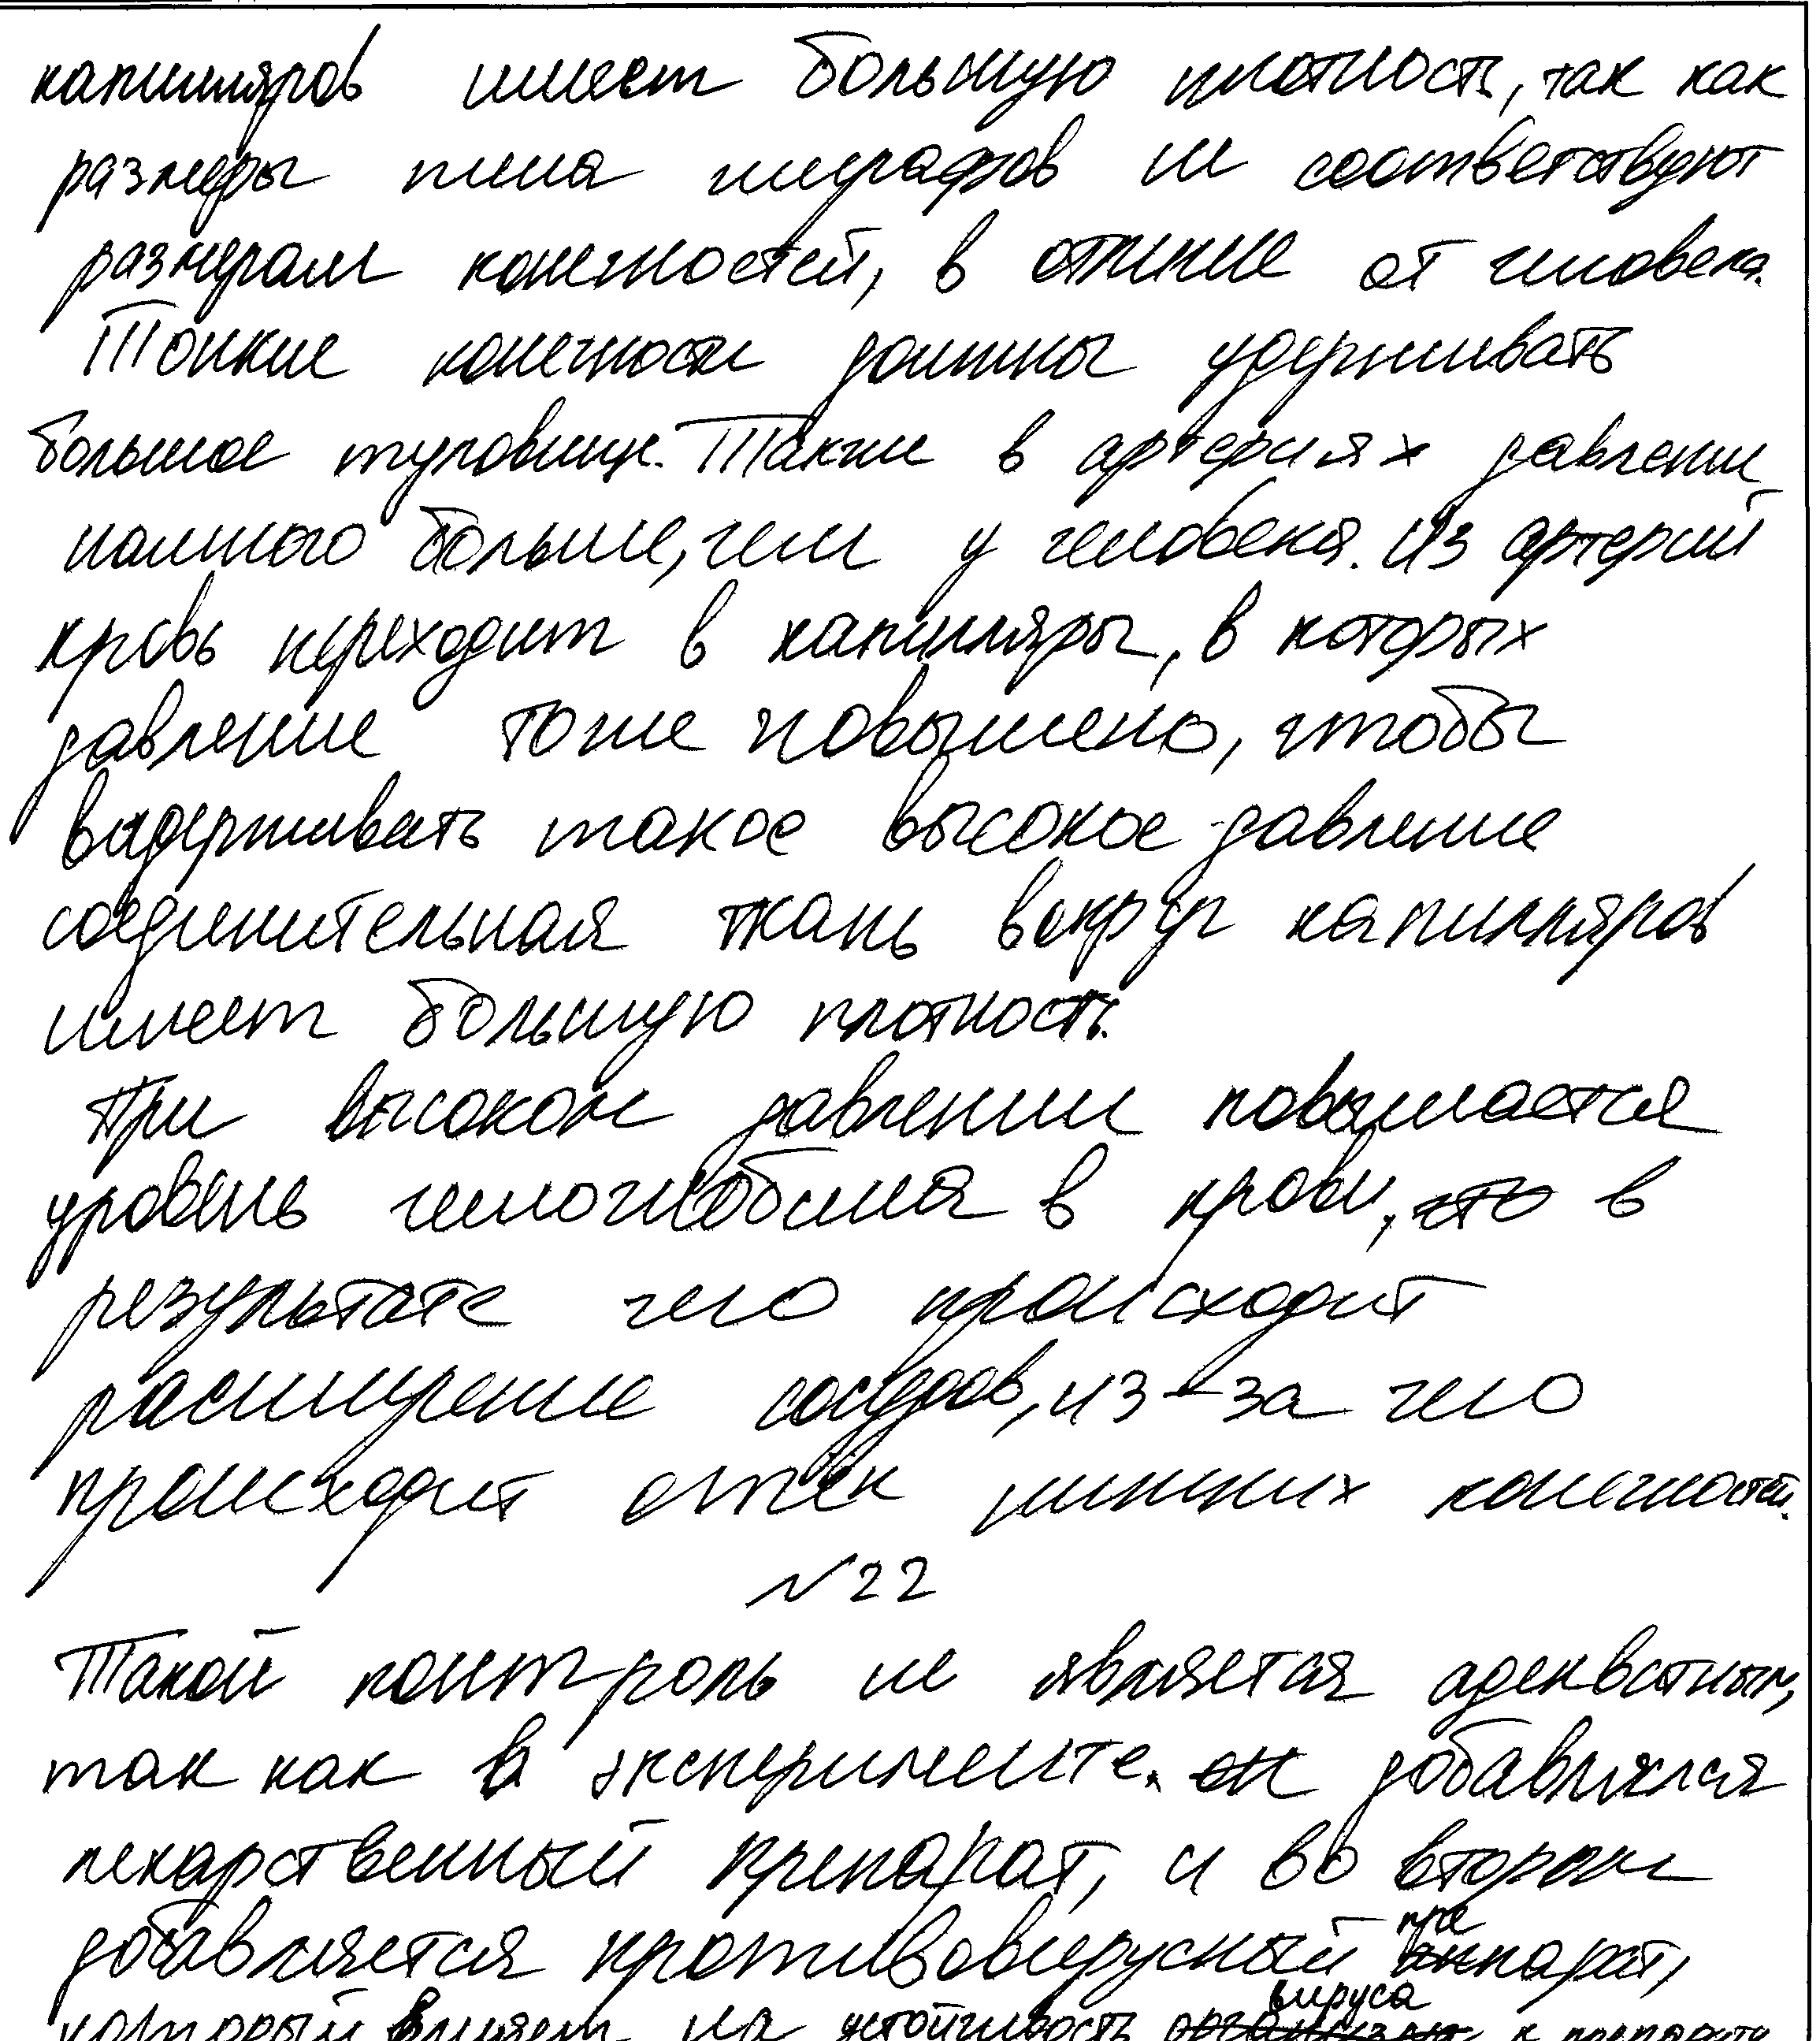 капилляров имеет большую плотность, так как
размеры тела жирафов не соответствуют
размерам конечностей, в отличие от человека.
Тонкие конечности должны удерживать
большое туловище. Также в артериях давление
намного больше, чем у человека. Из артерий
кровь переходит в капилляры, в которых
давление тоже повышено, чтобы
выдерживать такое высокое давление
соединительная ткань вокруг капилляров
имеет большую плотность.
При высоком давлении повышается
уровень гемоглобина в крови, что в
результате чего происходит
расширение сосудов, из-за чего
происходит отёк нижних конечностей.
№22
Такой контроль не является адекватным,
так как в эксперименте. он добавлялся
лекарственный препарат, и во втором
добавляется противовирусный препарат,
который влияет на устойчивость вируса к препарату